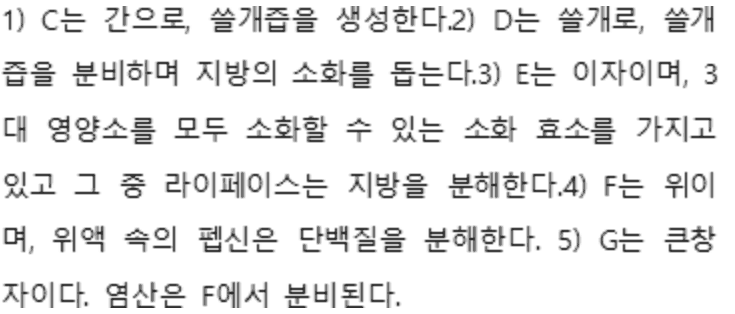 1) C는 간으로, 쓸개즙을 생성한다.2) D는 쓸개로, 쓸개
즙을 분비하며 지방의 소화를 돕는다.3) E는 이자이며, 3
대 영양소를 모두 소화할 수 있는 소화 효소를 가지고
있고 그 중 라이페이스는 지방을 분해한다.4) F는 위이
며, 위액 속의 펩신은 단백질을 분해한다. 5) G는 큰창
자이다. 염산은 F에서 분비된다.